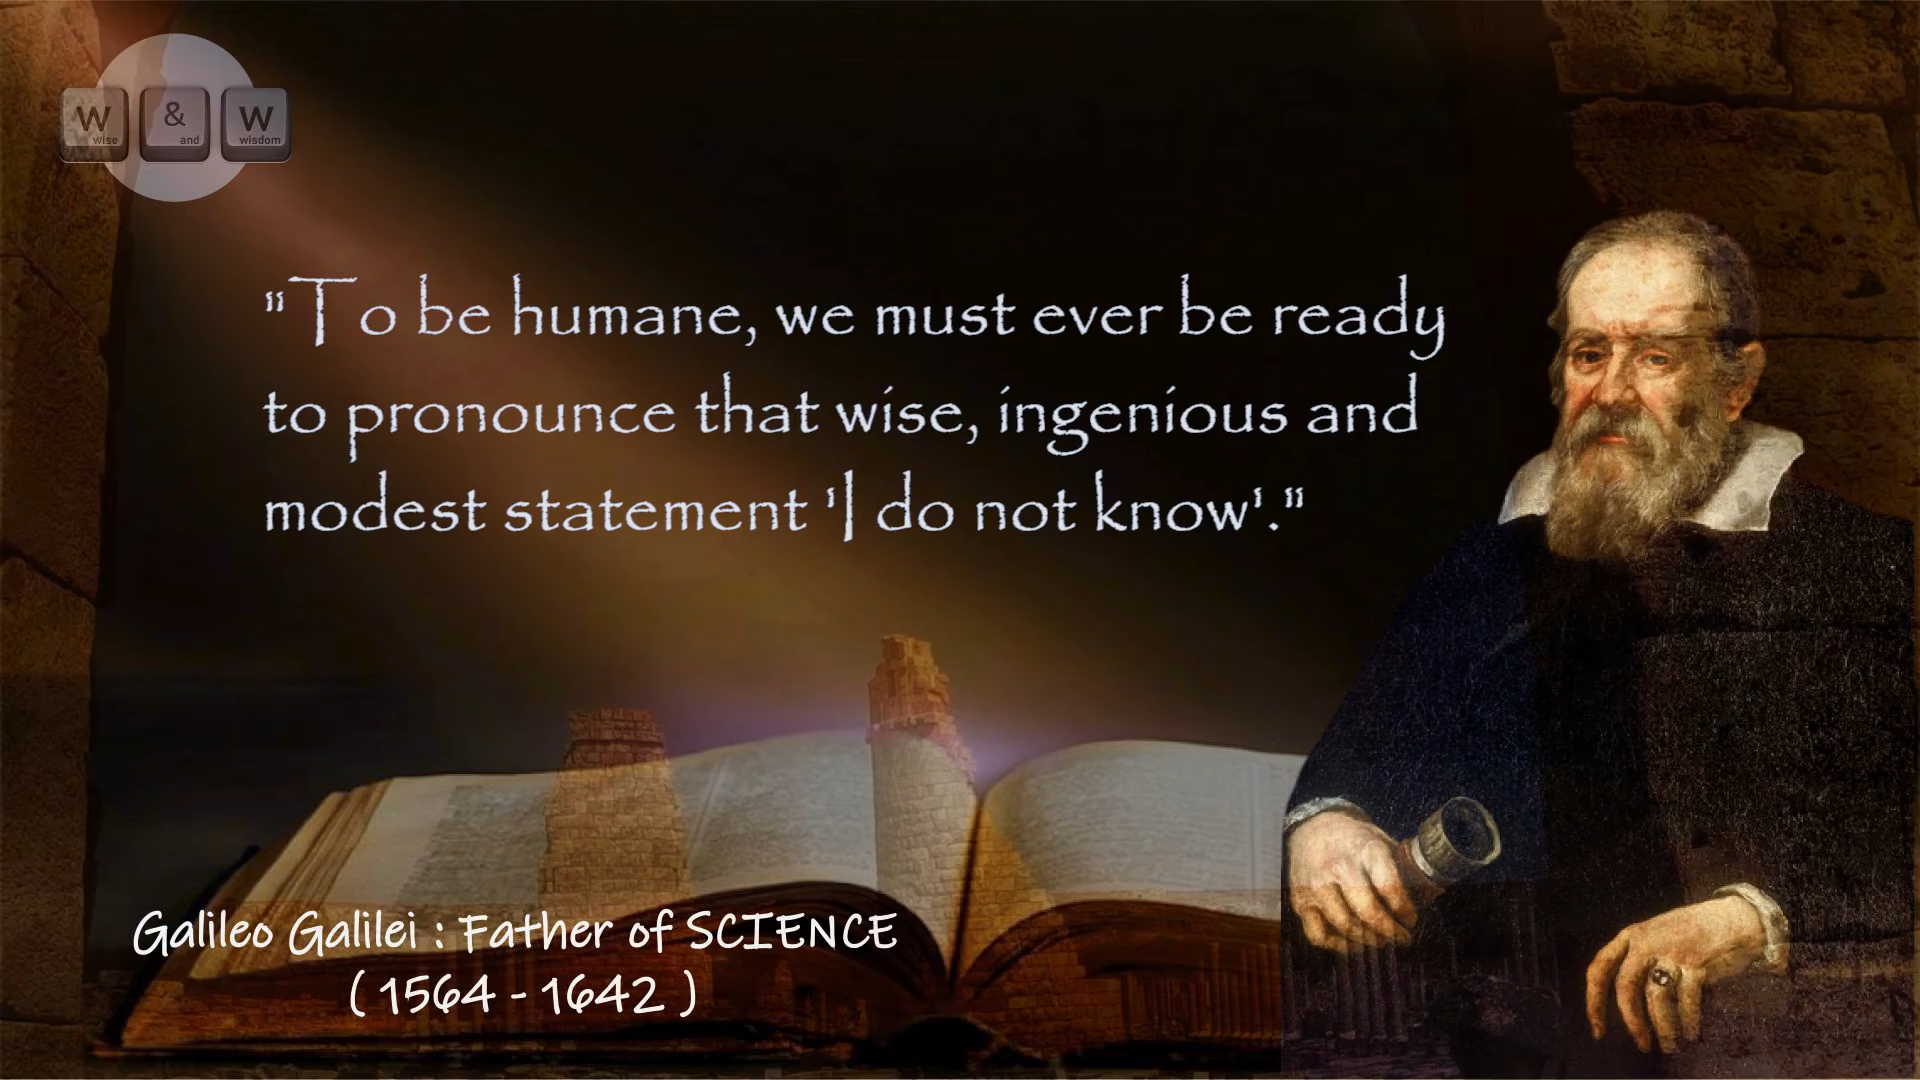 W & W
wise and wisdom
"To be humane, we must ever be ready
to pronounce that wise, ingenious and
modest statement 'I do not know'."
Galileo Galilei : Father of SCIENCE
( 1564 - 1642 )